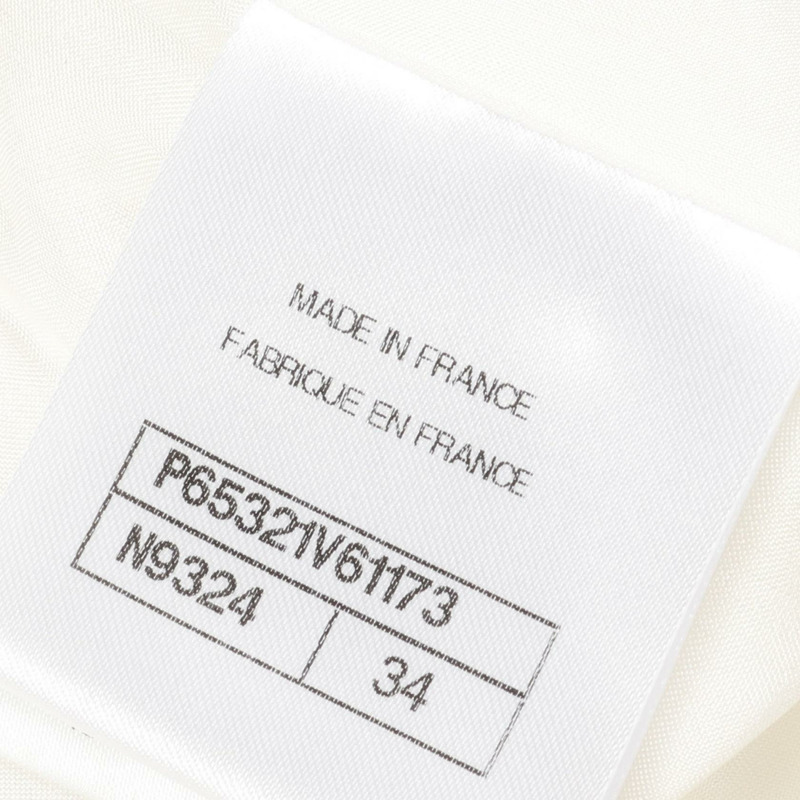 MADE IN FRANCE
FABRIQUE EN FRANCE
P65321V61173
N9324 34